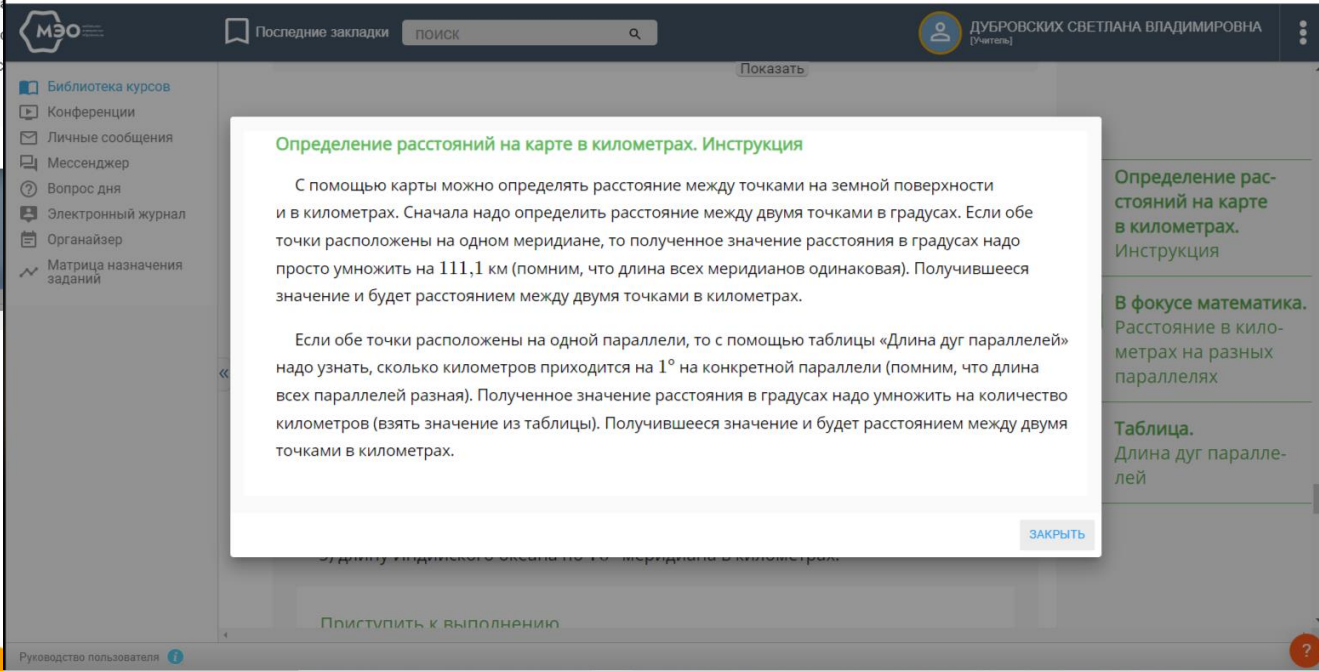 МЭО
Последние закладки
ПОИСК
ДУБРОВСКИХ СВЕТЛАНА ВЛАДИМИРОВНА
[Учитель]
Библиотека курсов
Конференции
Личные сообщения
Мессенджер
Вопрос дня
Электронный журнал
Органайзер
Матрица назначения
заданий
Показать
Определение расстояний на карте в километрах. Инструкция
С помощью карты можно определять расстояние между точками на земной поверхности
и в километрах. Сначала надо определить расстояние между двумя точками в градусах. Если обе
точки расположены на одном меридиане, то полученное значение расстояния в градусах надо
просто умножить на 111,1 км (помним, что длина всех меридианов одинаковая). Получившееся
значение и будет расстоянием между двумя точками в километрах.
Если обе точки расположены на одной параллели, то с помощью таблицы «Длина дуг параллелей»
надо узнать, сколько километров приходится на 1° на конкретной параллели (помним, что длина
всех параллелей разная). Полученное значение расстояния в градусах надо умножить на количество
километров (взять значение из таблицы). Получившееся значение и будет расстоянием между двумя
точками в километрах.
ЗАКРЫТЬ
Определение рас-
стояний на карте
в километрах.
Инструкция
В фокусе математика.
Расстояние в кило-
метрах на разных
параллелях
Таблица.
Длина дуг паралле-
лей
Приступить к выполнению
Руководство пользователя